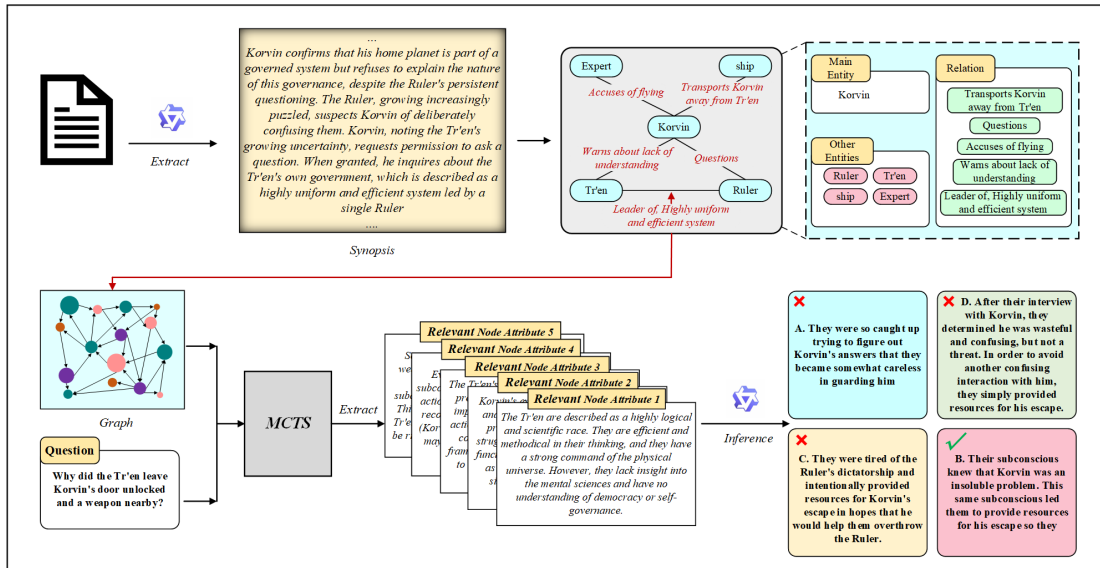 ...
Korvin confirms that his home planet is part of a
governed system but refuses to explain the nature
of this governance, despite the Ruler's persistent
questioning. The Ruler, growing increasingly
puzzled, suspects Korvin of deliberately
confusing them. Korvin, noting the Tr'en's
growing uncertainty, requests permission to ask a
question. When granted, he inquires about the
Tr'en's own government, which is described as a
highly uniform and efficient system led by a
single Ruler
....
Extract
Synopsis
Expert
ship
Accuses of flying
Transports Korvin
away from Tr'en
Korvin
Warns about lack of
understanding
Questions
Tr'en
Ruler
Leader of, Highly uniform
and efficient system
Main
Entity
Korvin
Other
Entities
Ruler
Tr'en
ship
Expert
Relation
Transports Korvin
away from Tr'en
Questions
Accuses of flying
Warns about lack of
understanding
Leader of, Highly uniform
and efficient system
Graph
Question
Why did the Tr'en leave
Korvin's door unlocked
and a weapon nearby?
MCTS
Extract
Relevant Node Attribute 5
Relevant Node Attribute 4
Relevant Node Attribute 3
Relevant Node Attribute 2
Relevant Node Attribute 1
The Tr'en are described as a highly logical
and scientific race. They are efficient and
methodical in their thinking, and they have
a strong command of the physical
universe. However, they lack insight into
the mental sciences and have no
understanding of democracy or self-
governance.
Inference
A. They were so caught up
trying to figure out
Korvin's answers that they
became somewhat careless
in guarding him
D. After their interview
with Korvin, they
determined he was wasteful
and confusing, but not a
threat. In order to avoid
another confusing
interaction with him,
they simply provided
resources for his escape.
C. They were tired of the
Ruler's dictatorship and
intentionally provided
resources for Korvin's
escape in hopes that he
would help them overthrow
the Ruler.
B. Their subconscious
knew that Korvin was an
insoluble problem. This
same subconscious led
them to provide resources
for his escape so they